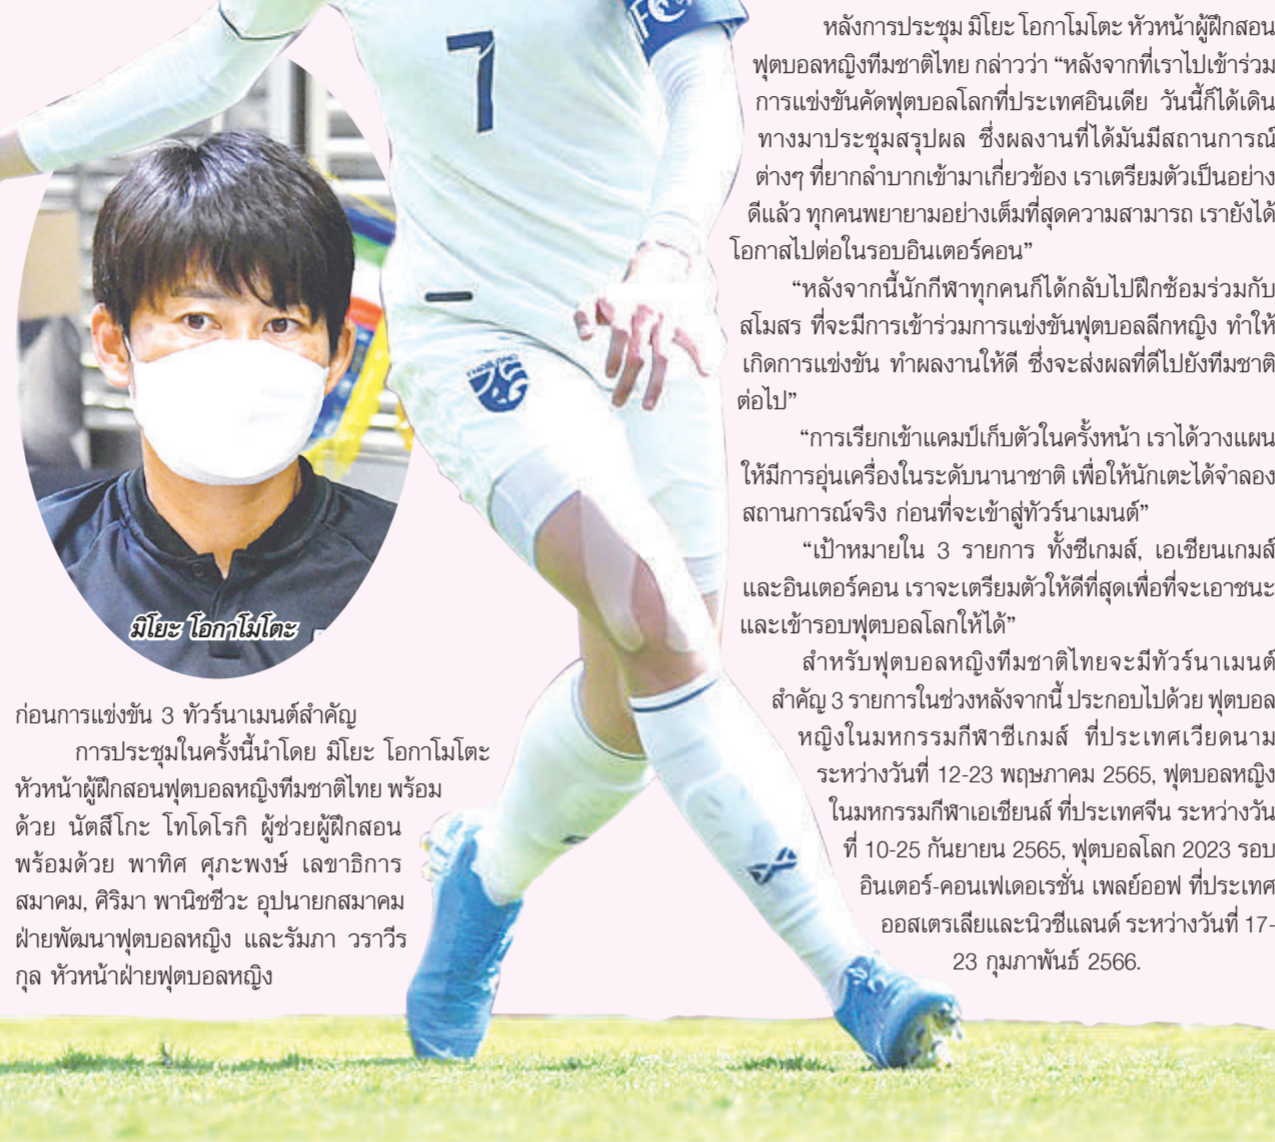 ก่อนการแข่งขัน 3 ทัวร์นาเมนต์สำคัญ
การประชุมในครั้งนี้นำโดย มิโยะ โอกาโมโตะ
หัวหน้าผู้ฝึกสอนฟุตบอลหญิงทีมชาติไทย พร้อม
ด้วย นัตสึโกะ โทโดโรกิ ผู้ช่วยผู้ฝึกสอน
พร้อมด้วย พาทิศ ศุภะพงษ์ เลขาธิการ
สมาคม, ศิริมา พานิชชีวะ อุปนายกสมาคม
ฝ่ายพัฒนาฟุตบอลหญิง และรัมภา วราวีร
กุล หัวหน้าฝ่ายฟุตบอลหญิง
หลังการประชุม มิโยะ โอกาโมโตะ หัวหน้าผู้ฝึกสอน
ฟุตบอลหญิงทีมชาติไทย กล่าวว่า “หลังจากที่เราไปเข้าร่วม
การแข่งขันคัดฟุตบอลโลกที่ประเทศอินเดีย วันนี้ก็ได้เดิน
ทางมาประชุมสรุปผล ซึ่งผลงานที่ได้มันมีสถานการณ์
ต่างๆ ที่ยากลำบากเข้ามาเกี่ยวข้อง เราเตรียมตัวเป็นอย่าง
ดีแล้ว ทุกคนพยายามอย่างเต็มที่สุดความสามารถ เรายังได้
โอกาสไปต่อในรอบอินเตอร์คอน”
“หลังจากนี้นักกีฬาทุกคนก็ได้กลับไปฝึกซ้อมร่วมกับ
สโมสร ที่จะมีการเข้าร่วมการแข่งขันฟุตบอลลีกหญิง ทำให้
เกิดการแข่งขัน ทำผลงานให้ดี ซึ่งจะส่งผลที่ดีไปยังทีมชาติ
ต่อไป”
“การเรียกเข้าแคมป์เก็บตัวในครั้งหน้า เราได้วางแผน
ให้มีการอุ่นเครื่องในระดับนานาชาติ เพื่อให้นักเตะได้จำลอง
สถานการณ์จริง ก่อนที่จะเข้าสู่ทัวร์นาเมนต์”
“เป้าหมายใน 3 รายการ ทั้งซีเกมส์, เอเชียนเกมส์
และอินเตอร์คอน เราจะเตรียมตัวให้ดีที่สุดเพื่อที่จะเอาชนะ
และเข้ารอบฟุตบอลโลกให้ได้”
สำหรับฟุตบอลหญิงทีมชาติไทยจะมีทัวร์นาเมนต์
สำคัญ 3 รายการในช่วงหลังจากนี้ ประกอบไปด้วย ฟุตบอล
หญิงในมหกรรมกีฬาซีเกมส์ ที่ประเทศเวียดนาม
ระหว่างวันที่ 12-23 พฤษภาคม 2565, ฟุตบอลหญิง
ในมหกรรมกีฬาเอเชียนส์ ที่ประเทศจีน ระหว่างวัน
ที่ 10-25 กันยายน 2565, ฟุตบอลโลก 2023 รอบ
อินเตอร์-คอนเฟเดอเรชั่น เพลย์ออฟ ที่ประเทศ
ออสเตรเลียและนิวซีแลนด์ ระหว่างวันที่ 17-
23 กุมภาพันธ์ 2566.
มิโยะ โอกาโมโตะ
7
THAILAND